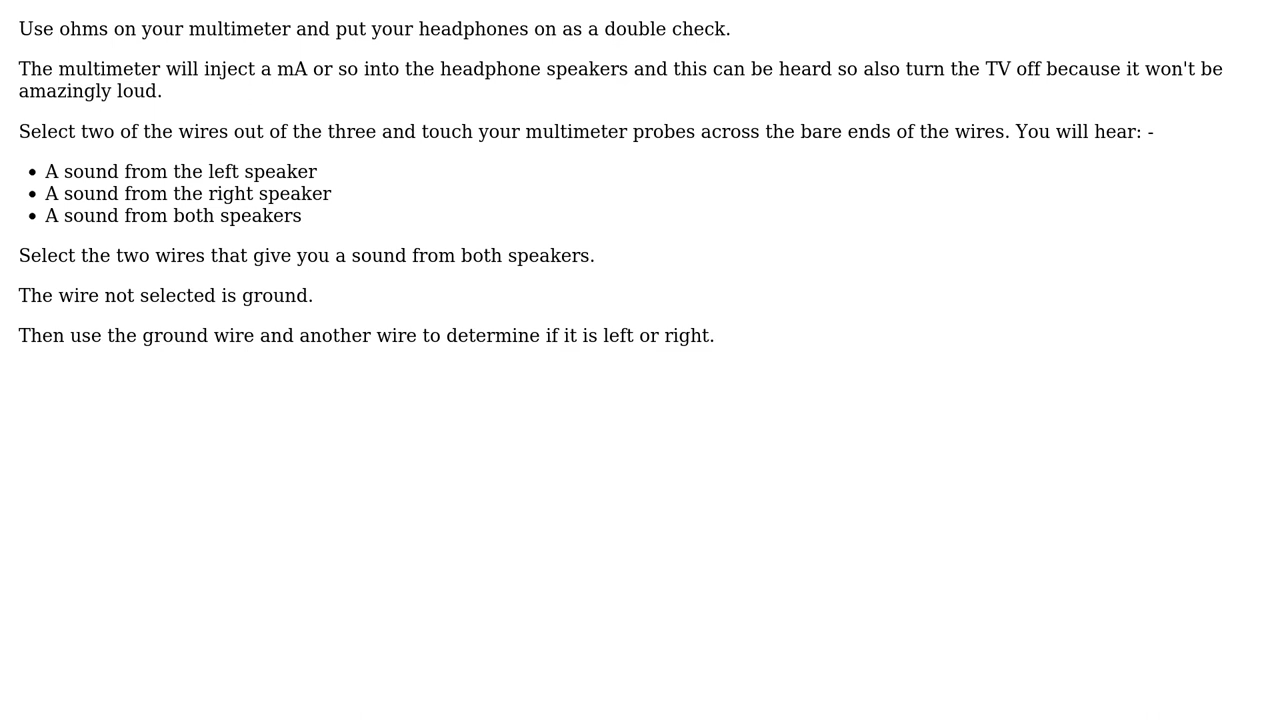 Use ohms on your multimeter and put your headphones on as a double check.
The multimeter will inject a mA or so into the headphone speakers and this can be heard so also turn the TV off because it won't be
amazingly loud.
Select two of the wires out of the three and touch your multimeter probes across the bare ends of the wires. You will hear: -
• A sound from the left speaker
• A sound from the right speaker
• A sound from both speakers
Select the two wires that give you a sound from both speakers.
The wire not selected is ground.
Then use the ground wire and another wire to determine if it is left or right.